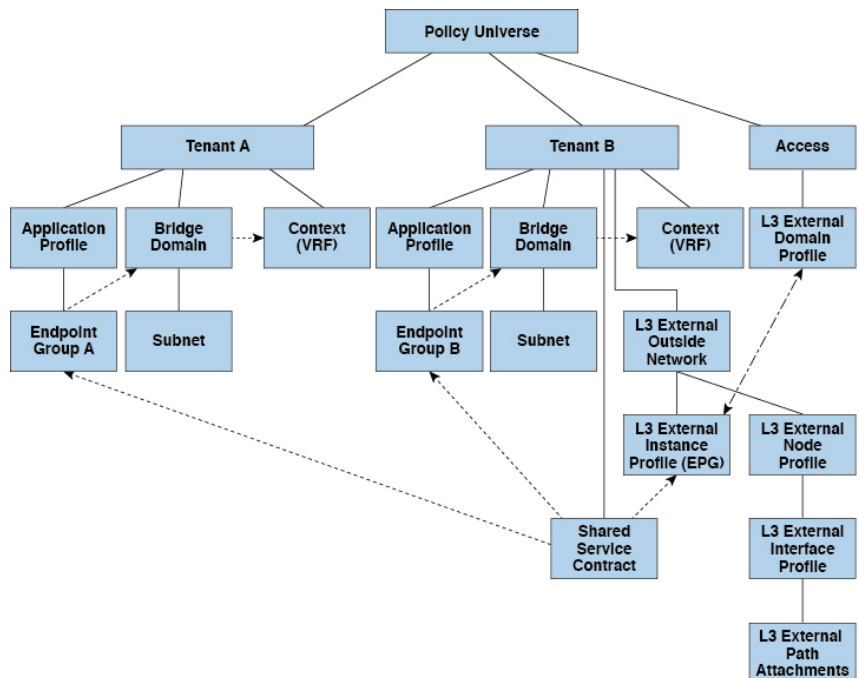 Policy Universe
Tenant A
Tenant B
Access
Application
Profile
Bridge
Domain
Context
(VRF)
Application
Profile
Bridge
Domain
Context
(VRF)
L3 External
Domain
Profile
Endpoint
Group A
Subnet
Endpoint
Group B
Subnet
L3 External
Outside
Network
L3 External
Instance
Profile (EPG)
L3 External
Node
Profile
Shared
Service
Contract
L3 External
Interface
Profile
L3 External
Path
Attachments